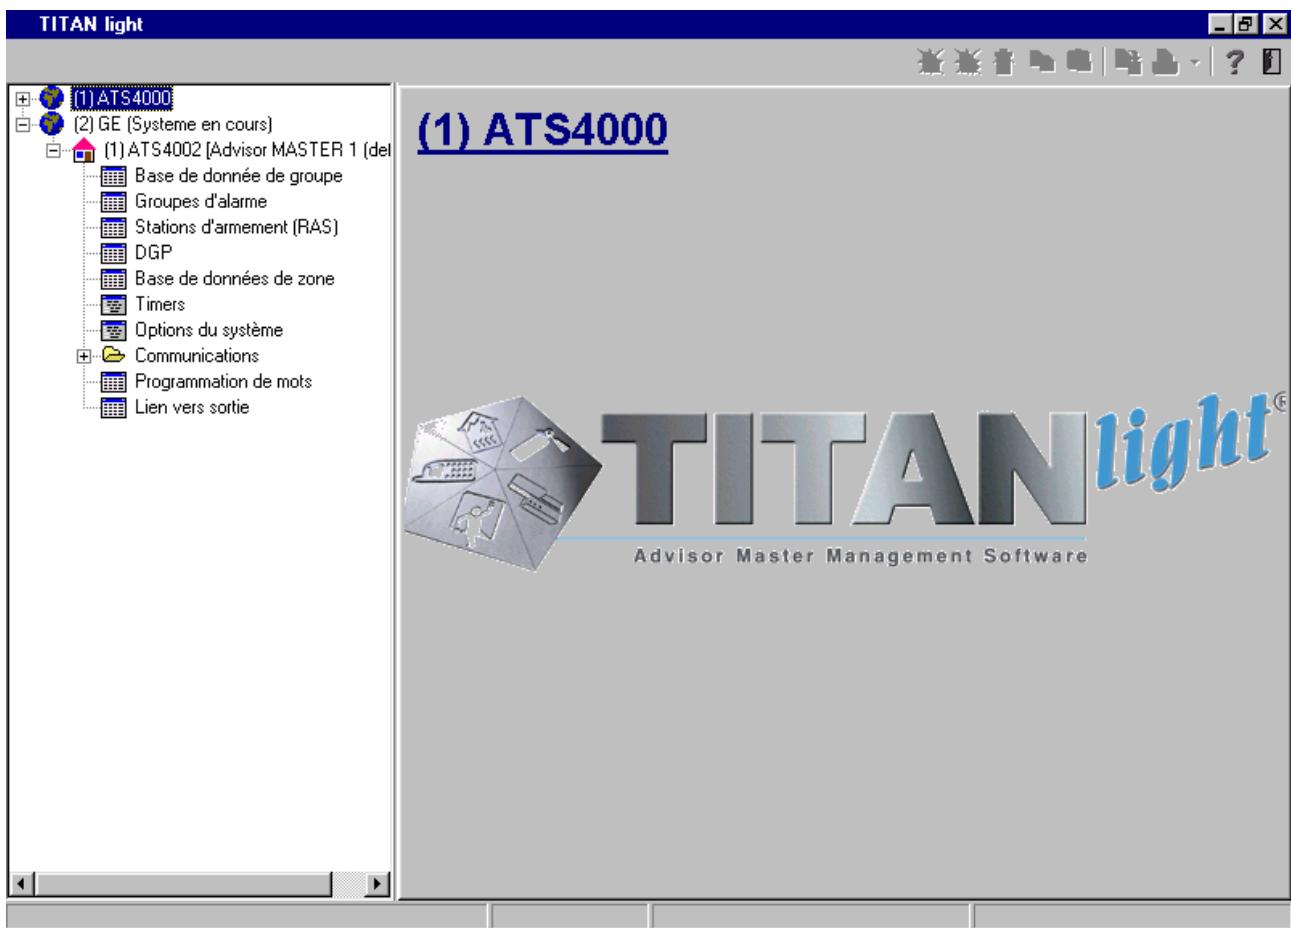 TITAN light
(1) ATS4000
(2) GE (Systeme en cours)
(1) ATS4002 [Advisor MASTER 1 (del
Base de donnée de groupe
Groupes d'alarme
Stations d'armement (RAS)
DGP
Base de données de zone
Timers
Options du système
Communications
Programmation de mots
Lien vers sortie
(1) ATS4000
TITAN light®
Advisor Master Management Software